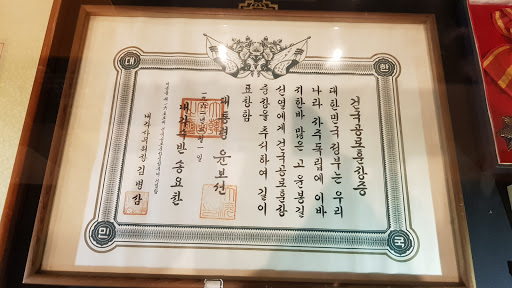 대 한 민 국
건국공로훈장증
대한민국 정부는 우리
나라 자주독립에 이바
지한바 많은 고 윤봉길
선열에게 건국공로훈장
중장을 추서하여 길이
표창함
일
대통령 윤보선
내각수반 송요찬
내각사무처장 김병삼